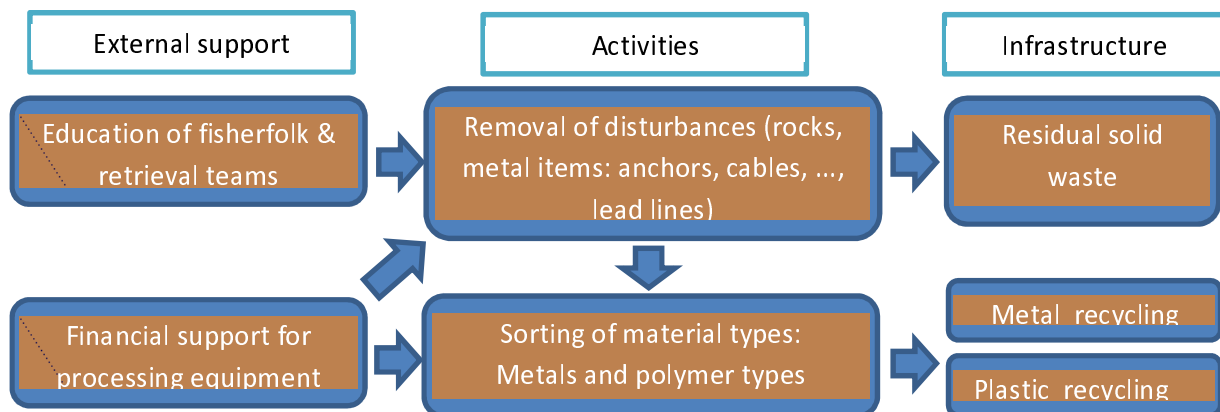 External support
Activities
Infrastructure
Education of fisherfolk &
retrieval teams
Removal of disturbances (rocks,
metal items: anchors, cables, ...,
lead lines)
Residual solid
waste
Financial support for
processing equipment
Sorting of material types:
Metals and polymer types
Metal recycling
Plastic recycling